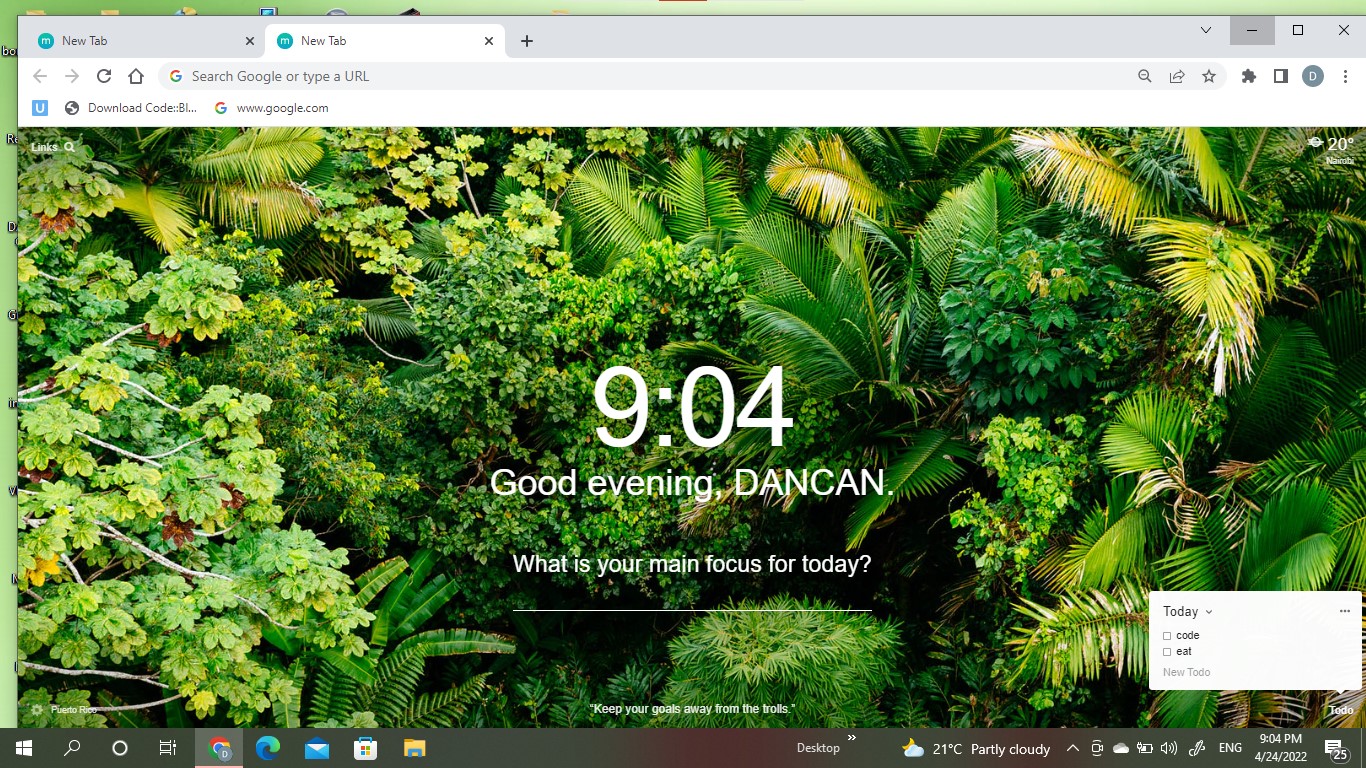 New Tab
New Tab
Search Google or type a URL
D
U
Download Code::Bl...
www.google.com
Links
20°
Nairobi
9:04
Good evening, DANCAN.
What is your main focus for today?
Today
code
eat
New Todo
Puerto Rico
“Keep your goals away from the trolls.”
Todo
Desktop
21°C Partly cloudy
ENG
9:04 PM
4/24/2022
25